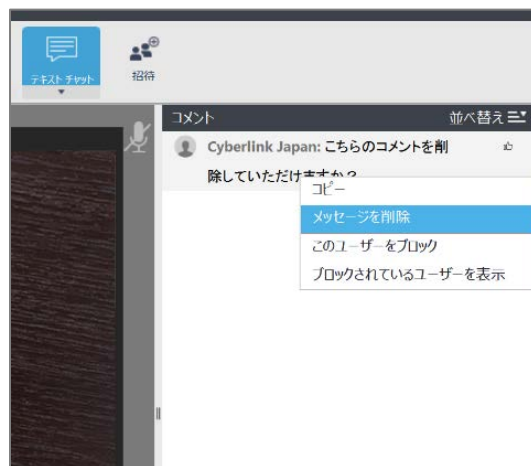 テキスト チャット
招待
コメント
並べ替え
Cyberlink Japan: こちらのコメントを削
除していただけますか？
コピー
メッセージを削除
このユーザーをブロック
ブロックされているユーザーを表示